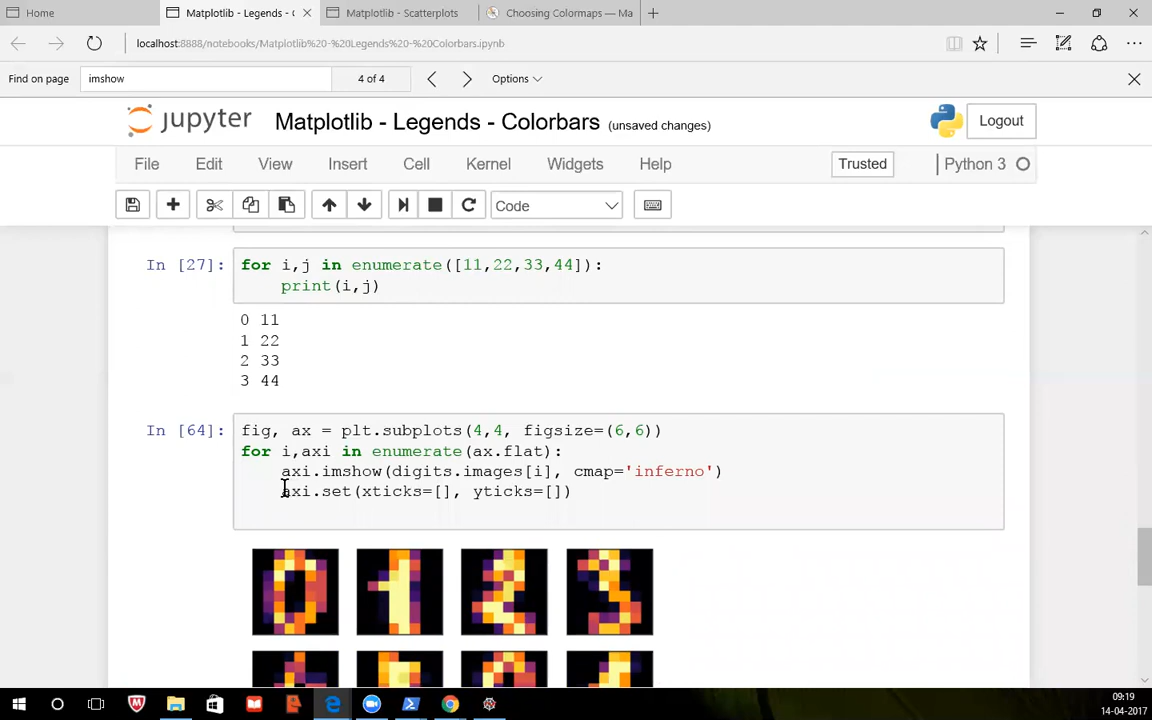 Home
Matplotlib - Legends - C
Matplotlib - Scatterplots
Choosing Colormaps — Ma
localhost:8888/notebooks/Matplotlib%20-%20Legends%20-%20Colorbars.ipynb
Find on page
imshow
4 of 4
Options
jupyter
Matplotlib - Legends - Colorbars (unsaved changes)
Logout
File Edit View Insert Cell Kernel Widgets Help
Trusted
Python 3
Code
In [27]:
for i,j in enumerate([11,22,33,44]):
print(i,j)
0 11
1 22
2 33
3 44
In [64]:
fig, ax = plt.subplots(4,4, figsize=(6,6))
for i,axi in enumerate(ax.flat):
axi.imshow(digits.images[i], cmap='inferno')
axi.set(xticks=[], yticks=[])
0 1 2 3
09:19
14-04-2017